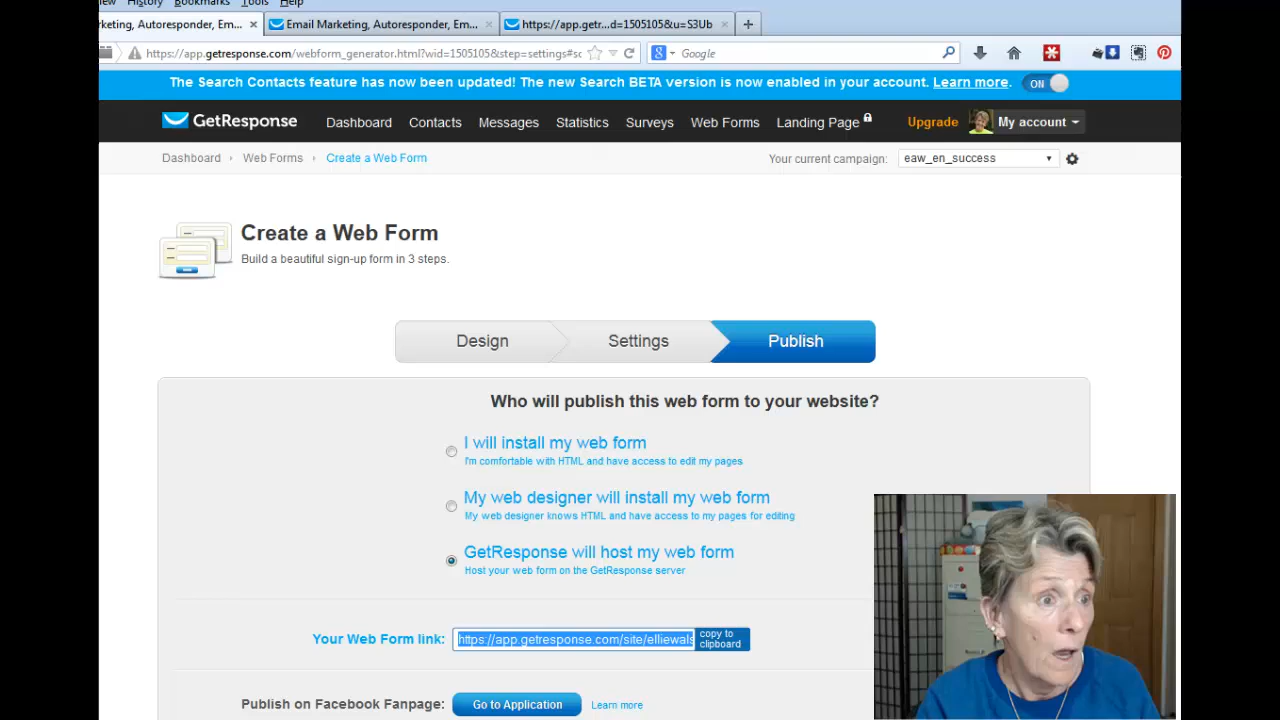 History Bookmarks Tools Help
rketing, Autoresponder, Em... × Email Marketing, Autoresponder, Em... × https://app.getr...d=1505105&u=S3Ub × +
https://app.getresponse.com/webform_generator.html?wid=1505105&step=settings#sc Google
The Search Contacts feature has now been updated! The new Search BETA version is now enabled in your account. Learn more. ON
GetResponse Dashboard Contacts Messages Statistics Surveys Web Forms Landing Page Upgrade My account
Dashboard › Web Forms › Create a Web Form Your current campaign: eaw_en_success
Create a Web Form
Build a beautiful sign-up form in 3 steps.
Design Settings Publish
Who will publish this web form to your website?
I will install my web form
I'm comfortable with HTML and have access to edit my pages
My web designer will install my web form
My web designer knows HTML and have access to my pages for editing
GetResponse will host my web form
Host your web form on the GetResponse server
Your Web Form link: https://app.getresponse.com/site/elliewals copy to clipboard
Publish on Facebook Fanpage: Go to Application Learn more